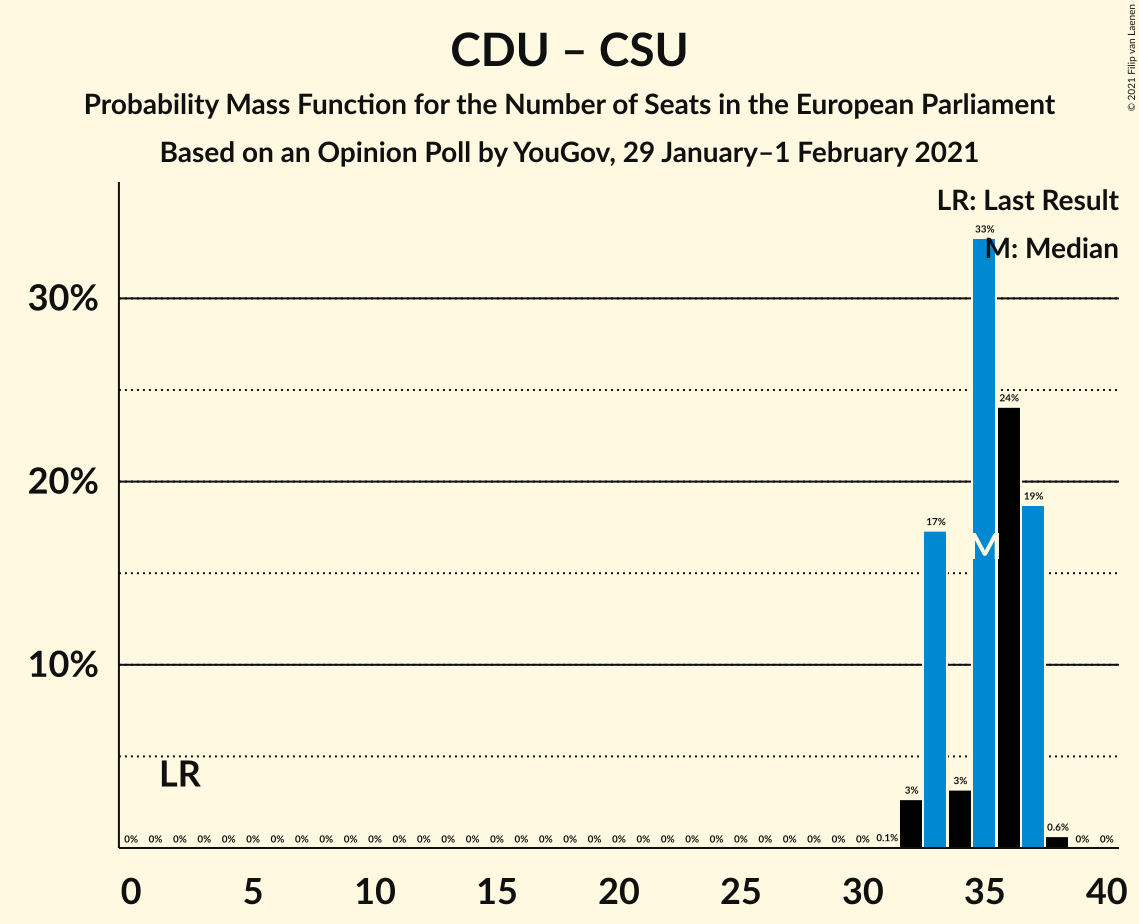 CDU – CSU
Probability Mass Function for the Number of Seats in the European Parliament
Based on an Opinion Poll by YouGov, 29 January–1 February 2021
© 2021 Filip van Laenen
LR: Last Result
M: Median
30%
20%
10%
33%
24%
19%
17%
M
LR
0% 0% 0% 0% 0% 0% 0% 0% 0% 0% 0% 0% 0% 0% 0% 0% 0% 0% 0% 0% 0% 0% 0% 0% 0% 0% 0% 0% 0% 0% 0% 0.1% 3% 3% 0.6% 0% 0%
0 5 10 15 20 25 30 35 40